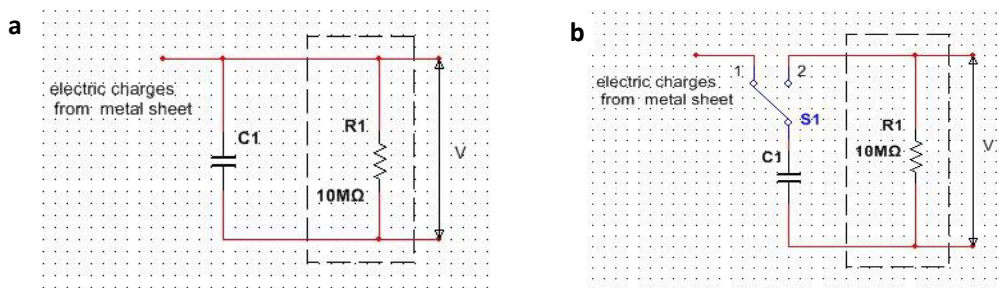 a
electric charges
from metal sheet
C1
R1
10MΩ
V
b
1
2
electric charges
from metal sheet
S1
C1
R1
10MΩ
V